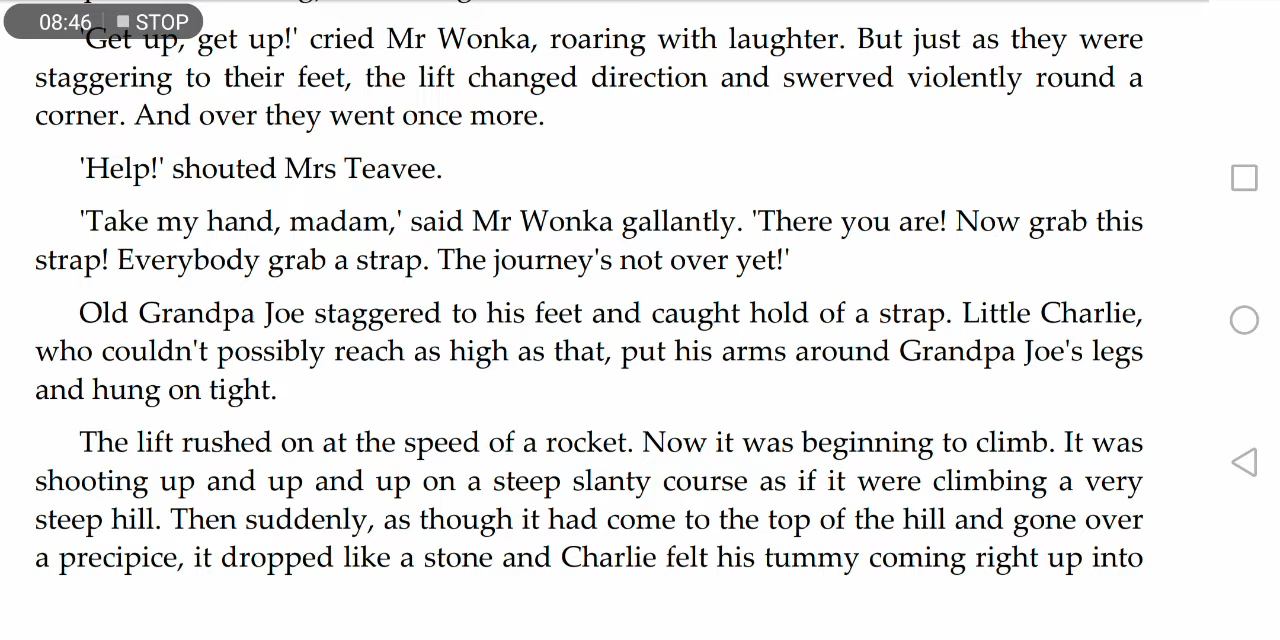 08:46 STOP
'Get up, get up!' cried Mr Wonka, roaring with laughter. But just as they were
staggering to their feet, the lift changed direction and swerved violently round a
corner. And over they went once more.
'Help!' shouted Mrs Teavee.
'Take my hand, madam,' said Mr Wonka gallantly. 'There you are! Now grab this
strap! Everybody grab a strap. The journey's not over yet!'
Old Grandpa Joe staggered to his feet and caught hold of a strap. Little Charlie,
who couldn't possibly reach as high as that, put his arms around Grandpa Joe's legs
and hung on tight.
The lift rushed on at the speed of a rocket. Now it was beginning to climb. It was
shooting up and up and up on a steep slanty course as if it were climbing a very
steep hill. Then suddenly, as though it had come to the top of the hill and gone over
a precipice, it dropped like a stone and Charlie felt his tummy coming right up into